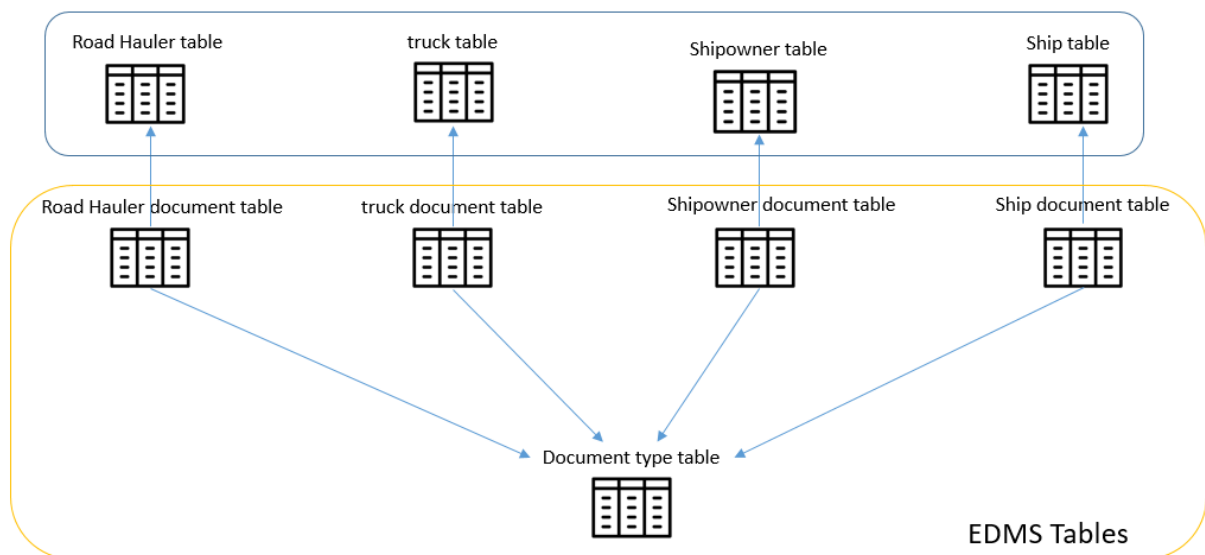 Road Hauler table
truck table
Shipowner table
Ship table
Road Hauler document table
truck document table
Shipowner document table
Ship document table
Document type table
EDMS Tables